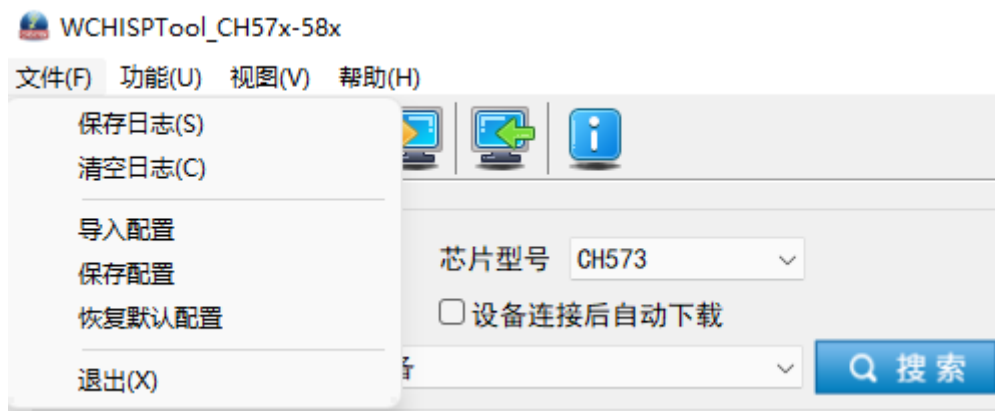 WCHISPTool_CH57x-58x
文件(F) 功能(U) 视图(V) 帮助(H)
保存日志(S)
清空日志(C)
导入配置
保存配置
恢复默认配置
退出(X)
芯片型号 CH573
设备连接后自动下载
备
搜索